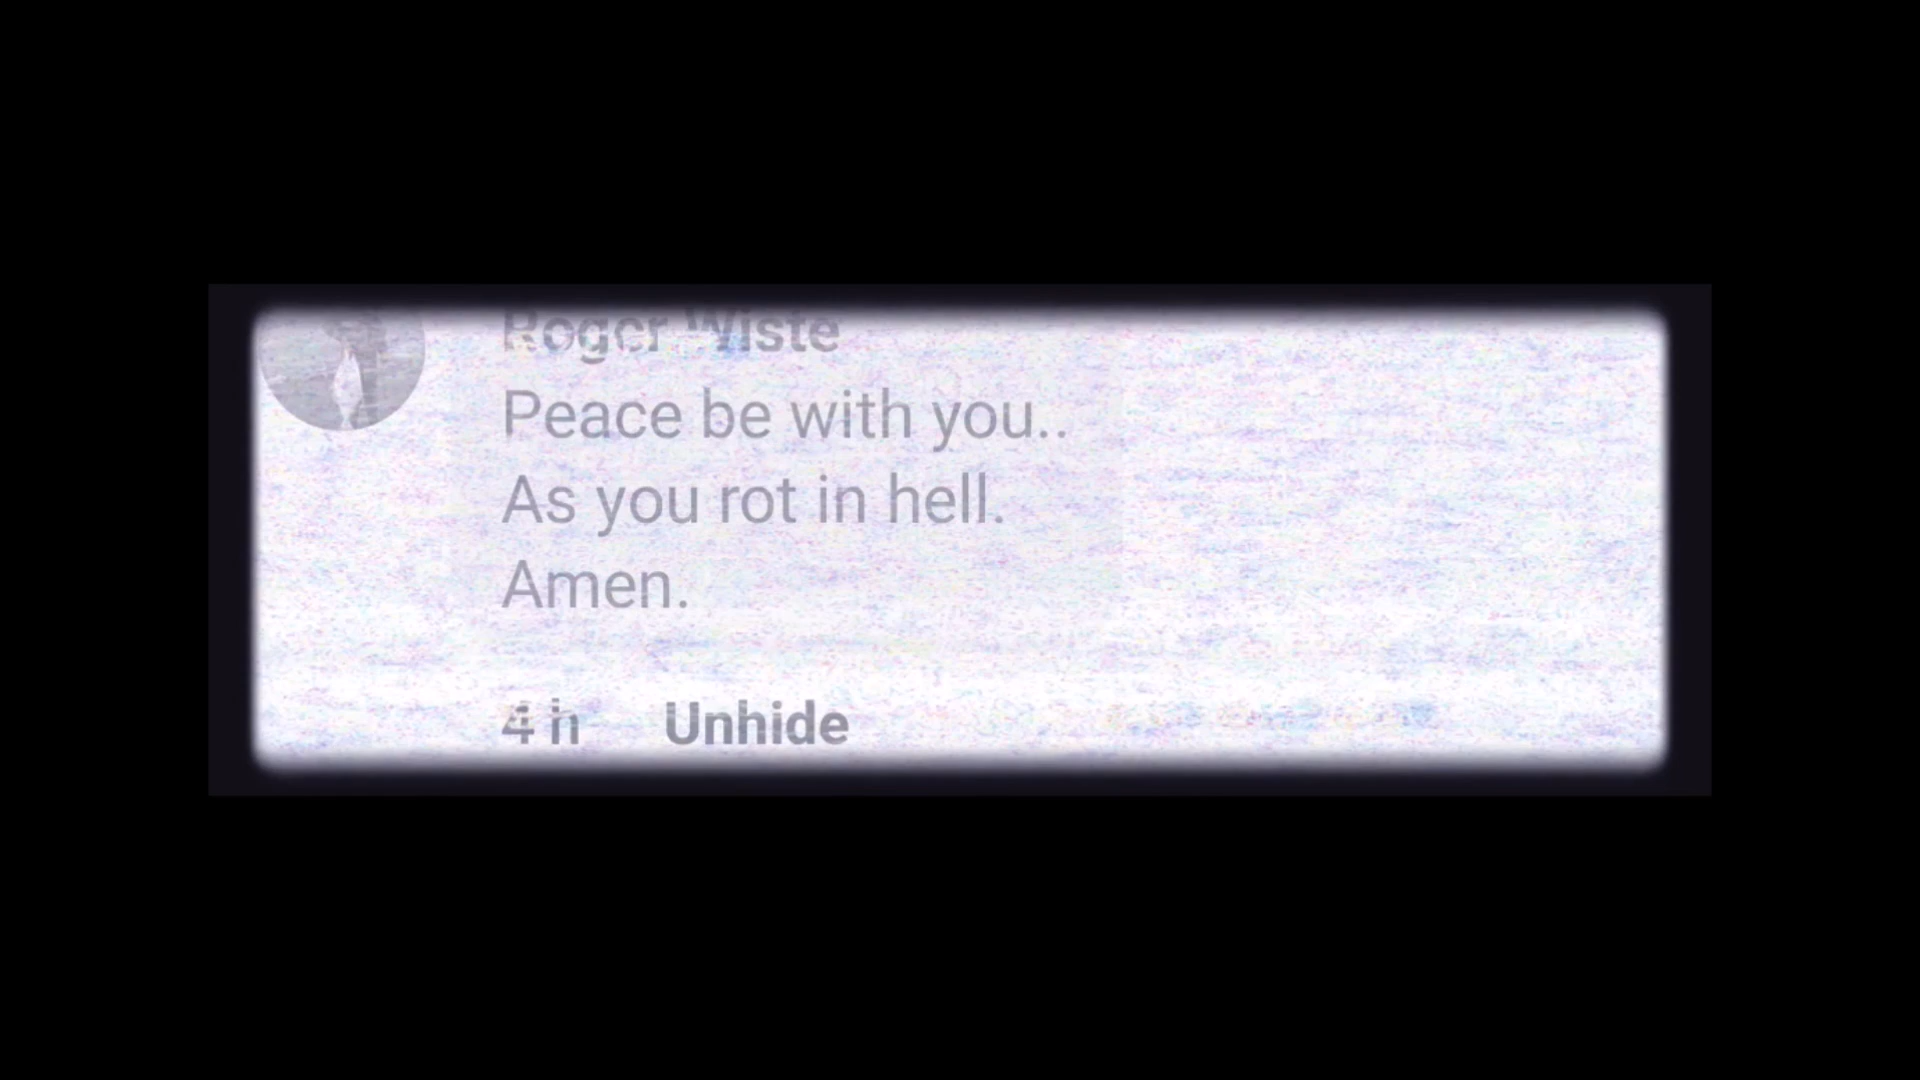 Roger Wiste
Peace be with you..
As you rot in hell.
Amen.
4 h Unhide